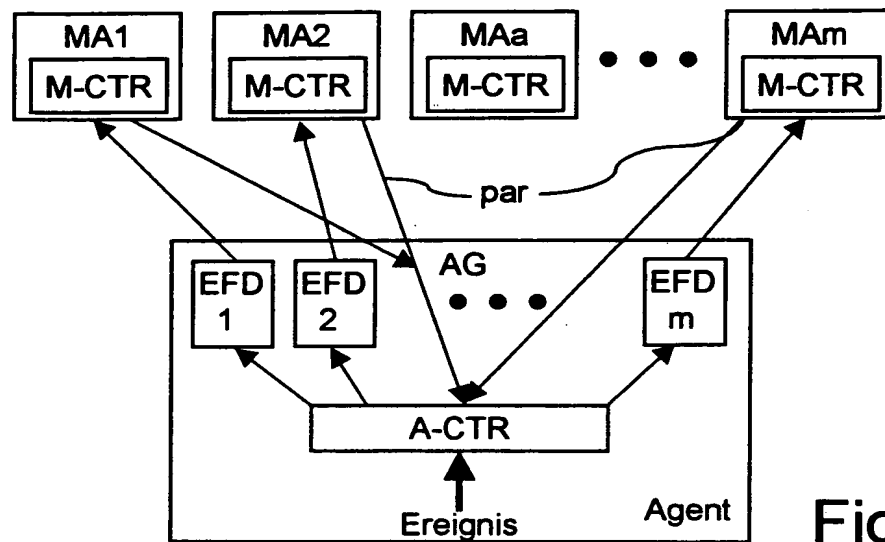 MA1 MA2 MAa MAm
M-CTR M-CTR M-CTR M-CTR
par
AG
EFD 1
EFD 2
EFD m
A-CTR
Ereignis
Agent